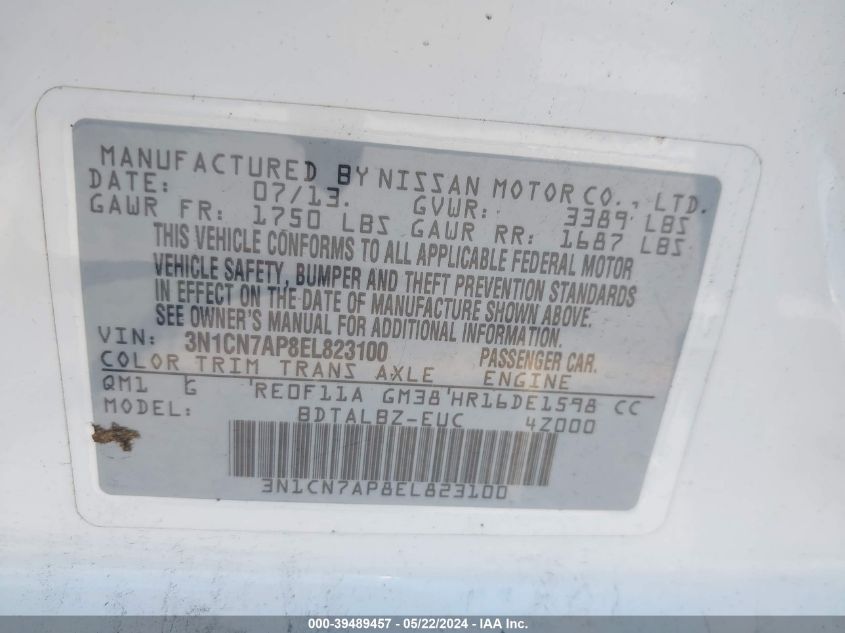 MANUFACTURED BY NISSAN MOTOR CO., LTD.
DATE: 07/13. GVWR: 3389 LBS
GAWR FR: 1750 LBS GAWR RR: 1687 LBS
THIS VEHICLE CONFORMS TO ALL APPLICABLE FEDERAL MOTOR
VEHICLE SAFETY, BUMPER AND THEFT PREVENTION STANDARDS
IN EFFECT ON THE DATE OF MANUFACTURE SHOWN ABOVE.
SEE OWNER'S MANUAL FOR ADDITIONAL INFORMATION.
VIN: 3N1CN7AP8EL823100 PASSENGER CAR.
COLOR TRIM TRANS AXLE ENGINE
QM1 G 'RE0F11A GM38'HR16DE1598 CC
MODEL: BDTALBZ-EUC 4Z000
3N1CN7AP8EL823100
000-39489457 - 05/22/2024 - IAA Inc.